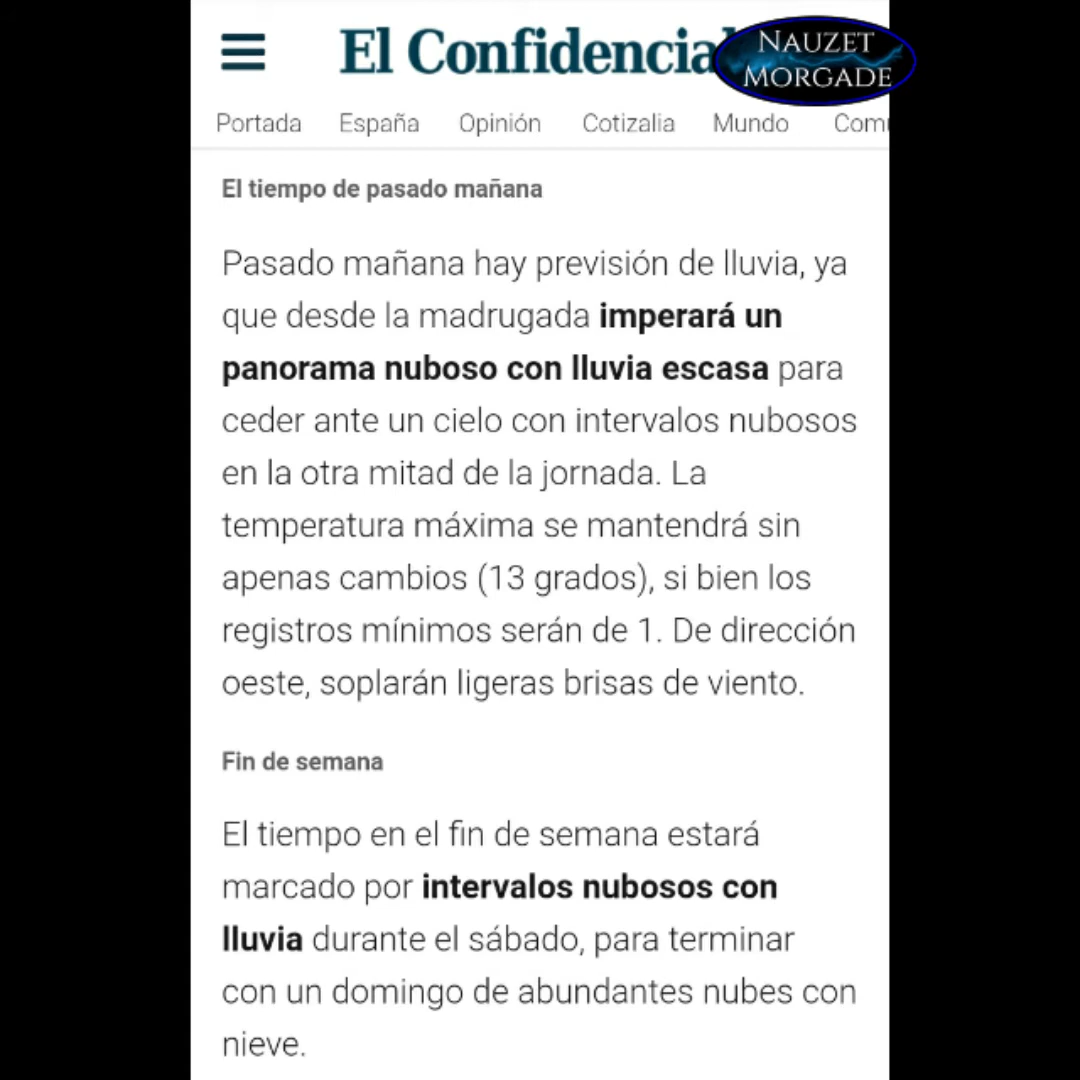 El Confidencial
NAUZET
MORGADE
Portada España Opinión Cotizalia Mundo
El tiempo de pasado mañana
Pasado mañana hay previsión de lluvia, ya
que desde la madrugada imperará un
panorama nuboso con lluvia escasa para
ceder ante un cielo con intervalos nubosos
en la otra mitad de la jornada. La
temperatura máxima se mantendrá sin
apenas cambios (13 grados), si bien los
registros mínimos serán de 1. De dirección
oeste, soplarán ligeras brisas de viento.
Fin de semana
El tiempo en el fin de semana estará
marcado por intervalos nubosos con
lluvia durante el sábado, para terminar
con un domingo de abundantes nubes con
nieve.